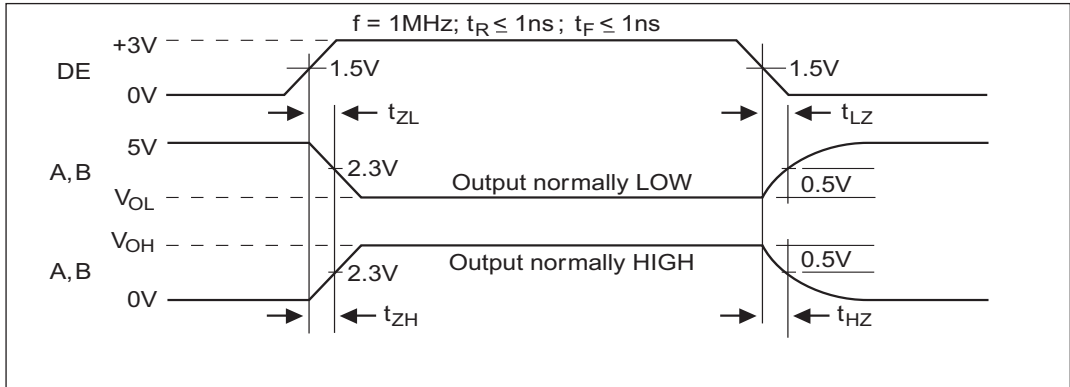 f = 1MHz; tR ≤ 1ns ; tF ≤ 1ns
+3V
DE
1.5V
1.5V
0V
tZL
tLZ
5V
A,B
2.3V
Output normally LOW
0.5V
VOL
VOH
A,B
2.3V
Output normally HIGH
0.5V
0V
tZH
tHZ